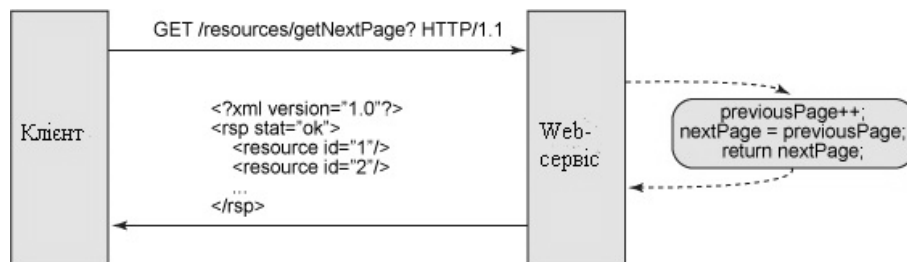 GET /resources/getNextPage? HTTP/1.1
Клієнт
<?xml version="1.0"?>
<rsp stat="ok">
<resource id="1"/>
<resource id="2"/>
...
</rsp>
Web-
сервіс
previousPage++;
nextPage = previousPage;
return nextPage;